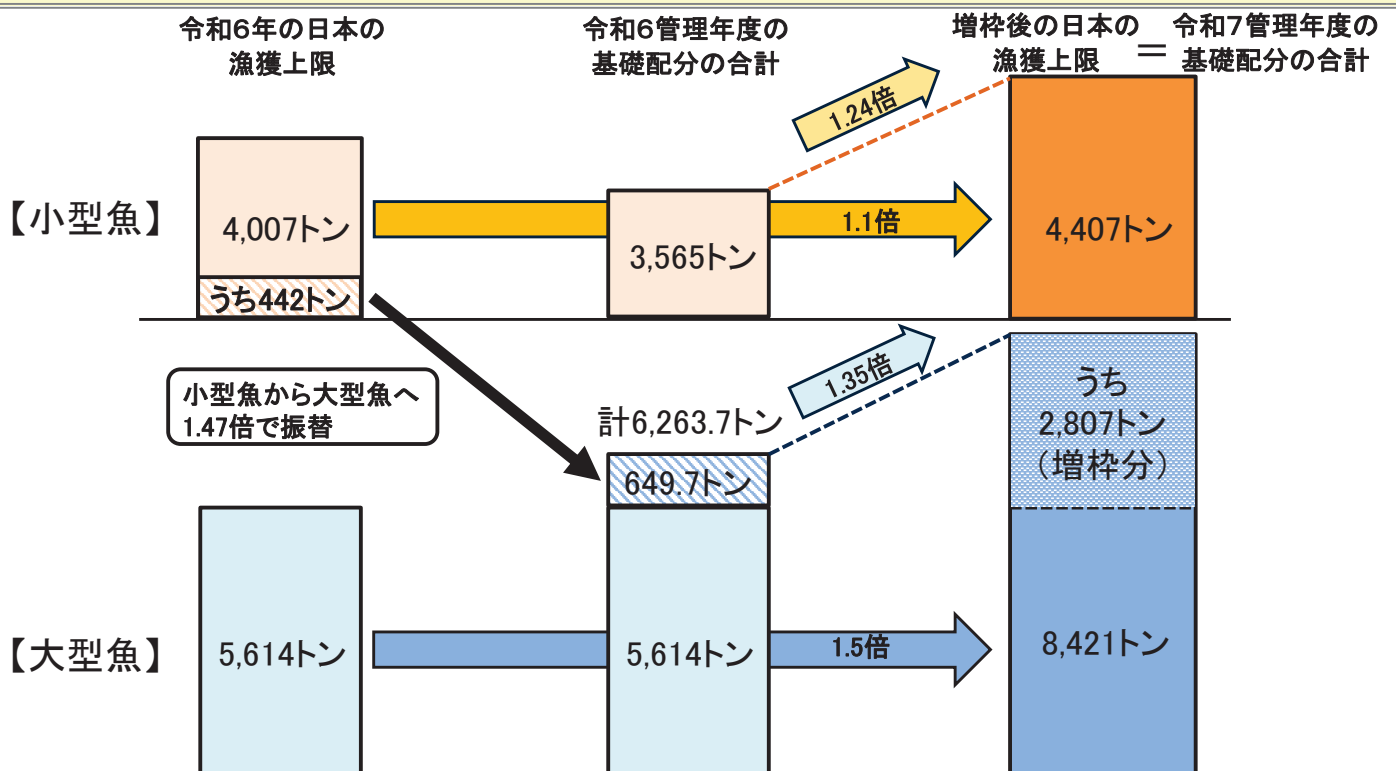 令和6年の日本の
漁獲上限
令和6管理年度の
基礎配分の合計
増枠後の日本の
漁獲上限
=
令和7管理年度の
基礎配分の合計
1.24倍
【小型魚】
4,007トン
うち442トン
3,565トン
1.1倍
4,407トン
小型魚から大型魚へ
1.47倍で振替
計6,263.7トン
1.35倍
うち
2,807トン
(増枠分)
649.7トン
【大型魚】
5,614トン
5,614トン
1.5倍
8,421トン